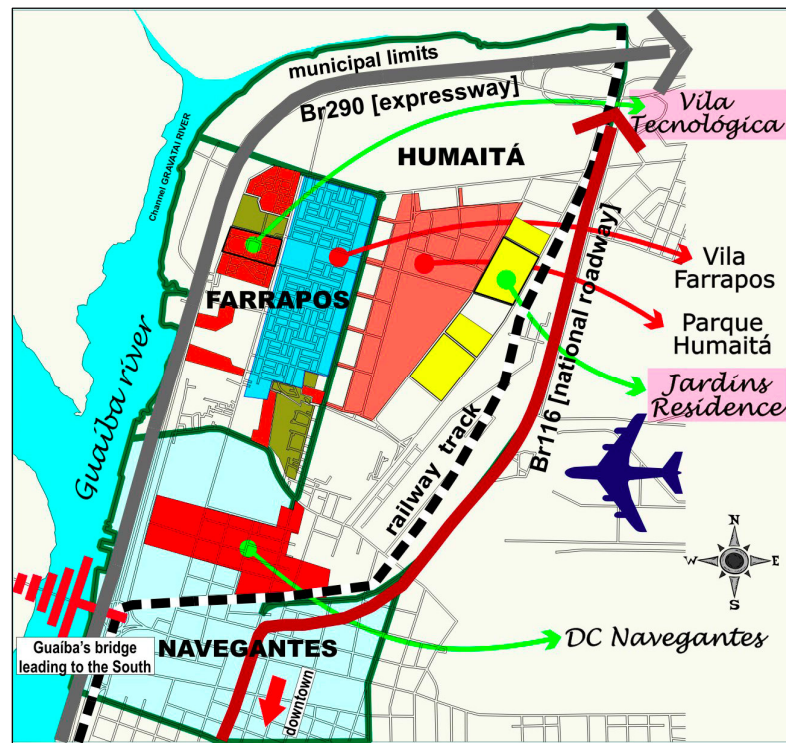 municipal limits
Br290 [expressway]
Vila
Tecnológica
Channel GRAVATAI RIVER
HUMAITÁ
Vila
Farrapos
FARRAPOS
Parque
Humaitá
Guaíba river
Jardins
Residence
Br116 [national roadway]
railway track
N
W
E
S
Guaíba's bridge
leading to the South
NAVEGANTES
DC Navegantes
downtown